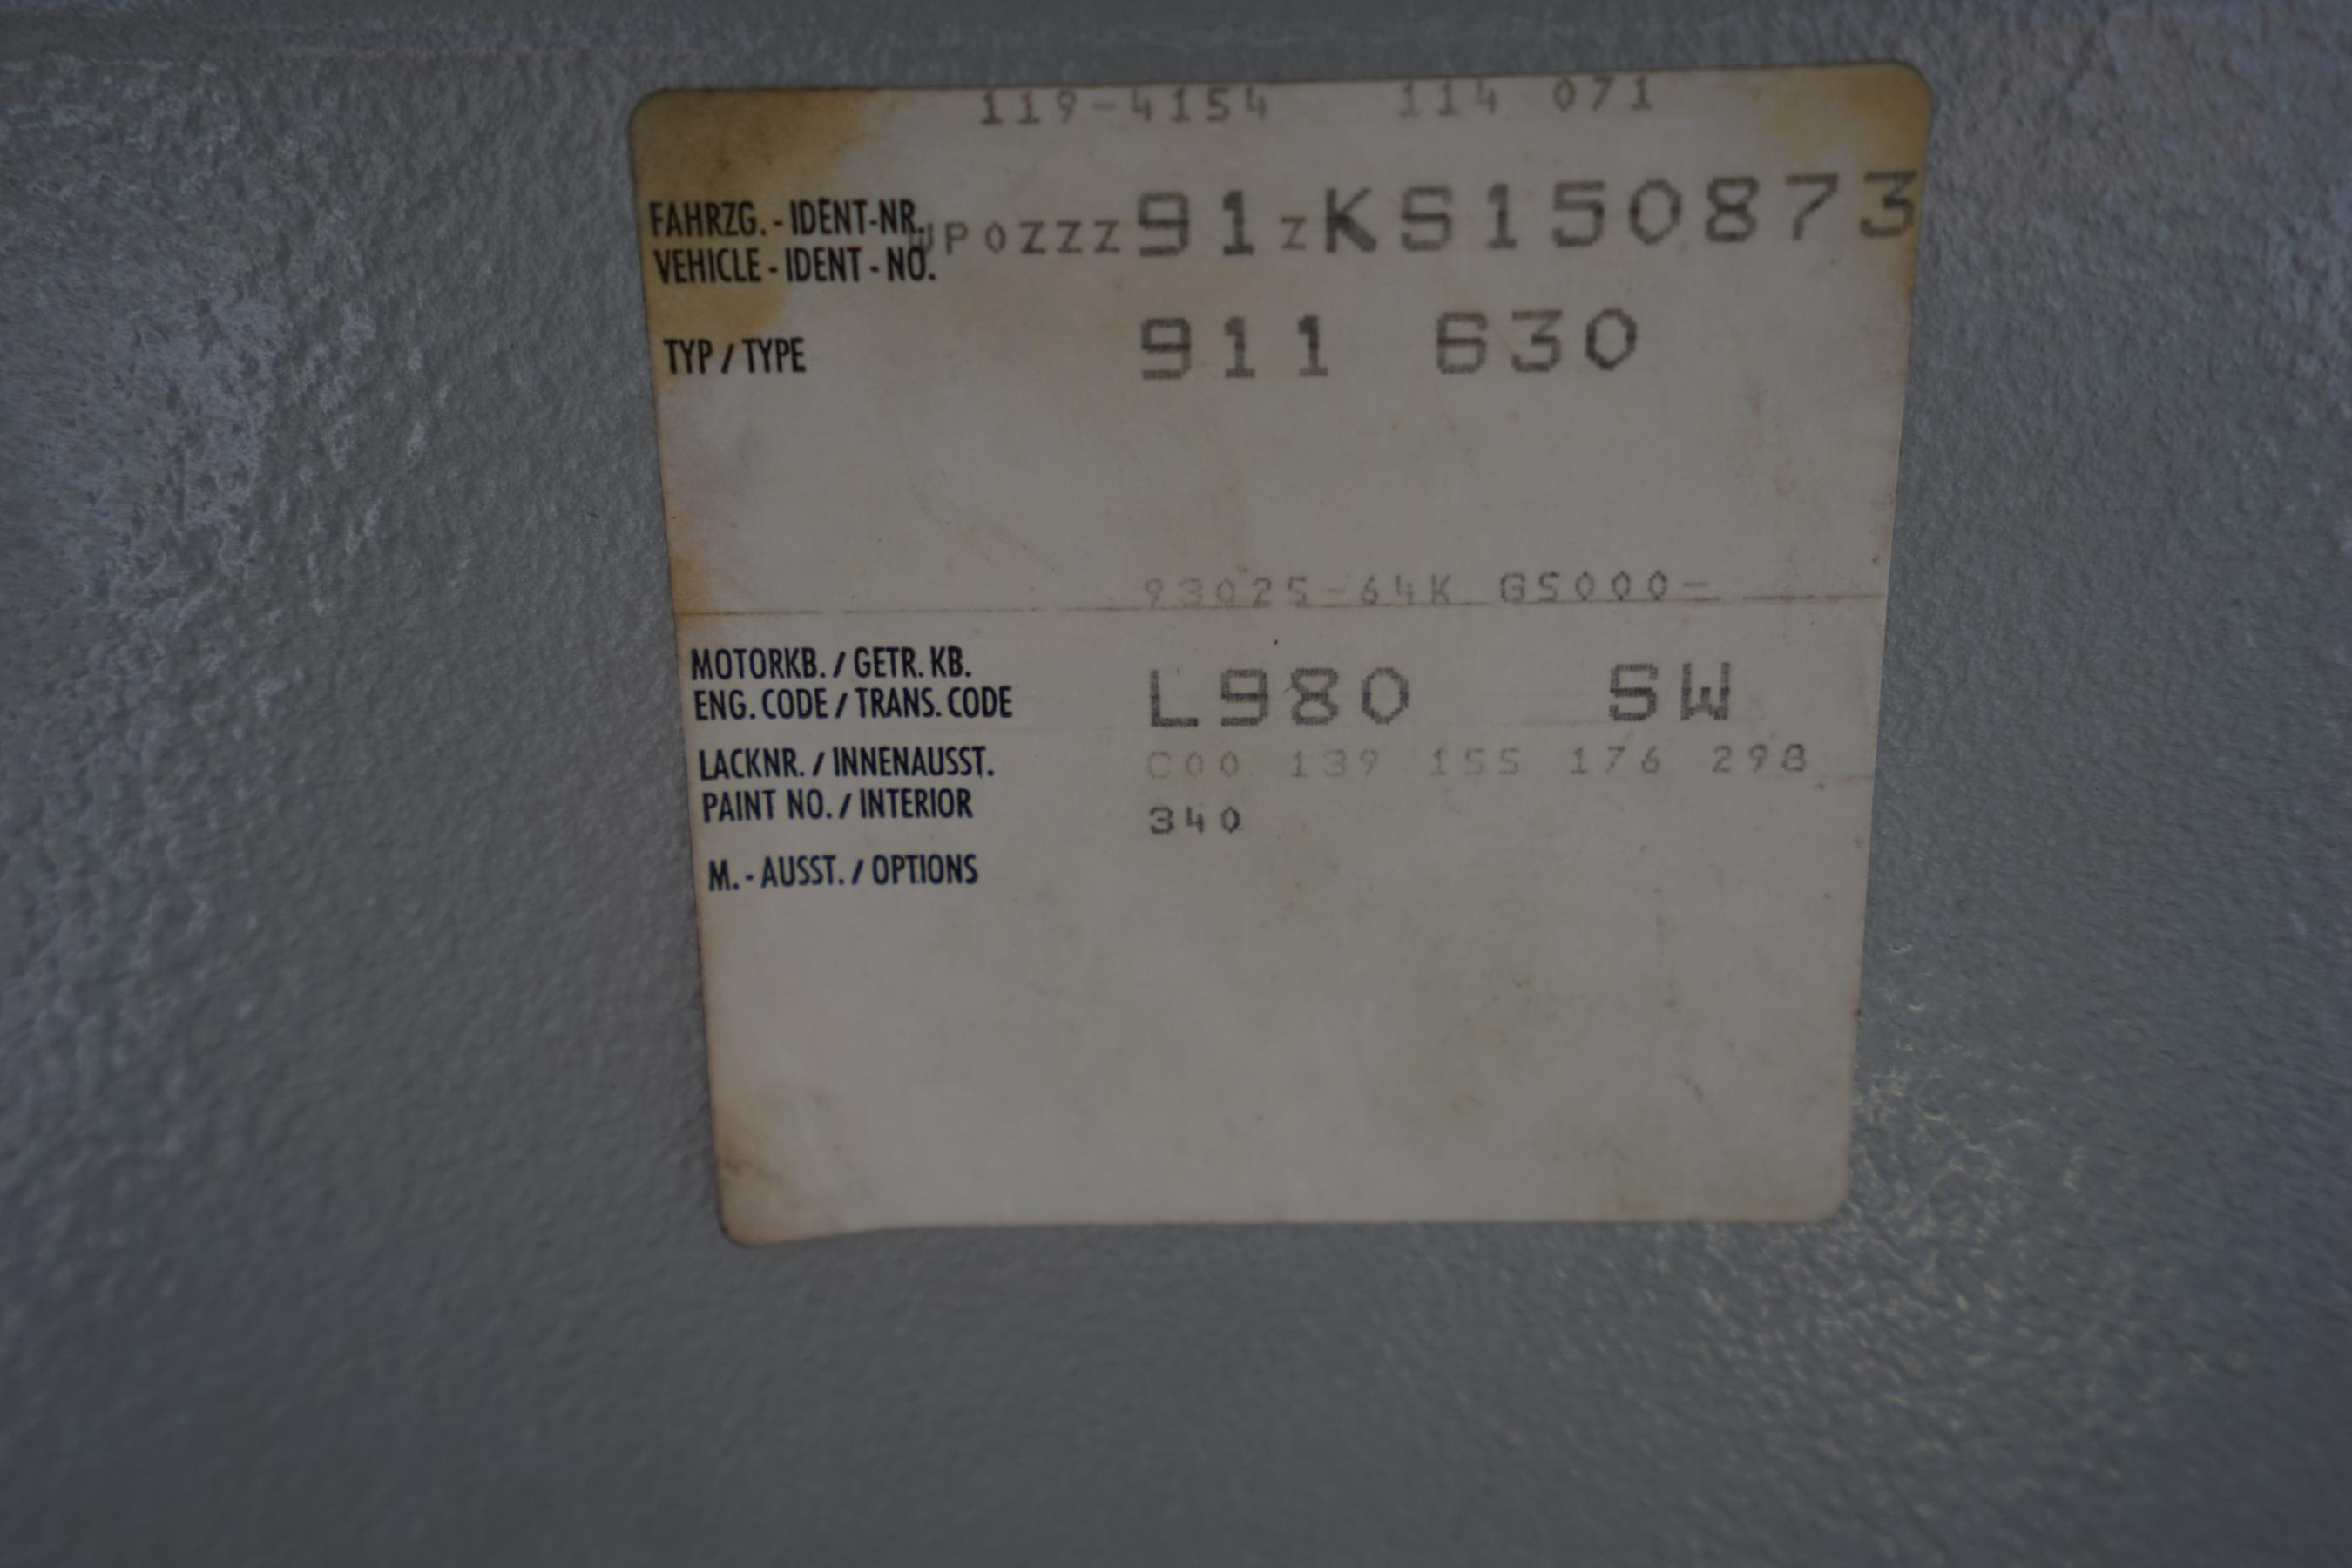 119-4154 114 071
FAHRZG. - IDENT-NR. WP0ZZZ91ZKS150873
VEHICLE - IDENT - NO.
TYP / TYPE 911 630
93025-64K G5000-
MOTORKB. / GETR. KB.
ENG. CODE / TRANS. CODE L980 SW
LACKNR. / INNENAUSST. C00 139 155 176 298
PAINT NO. / INTERIOR 340
M. - AUSST. / OPTIONS